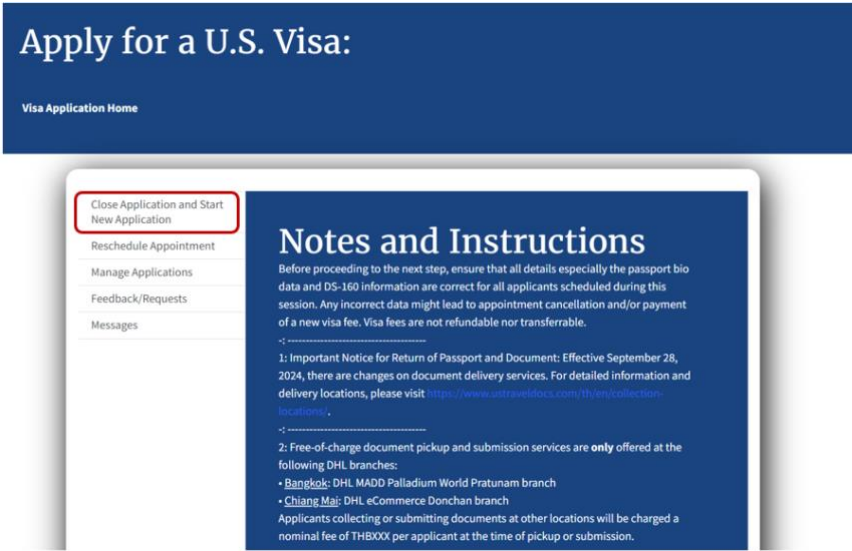 Apply for a U.S. Visa:
Visa Application Home
Close Application and Start
New Application
Reschedule Appointment
Manage Applications
Feedback/Requests
Messages
Notes and Instructions
Before proceeding to the next step, ensure that all details especially the passport bio
data and DS-160 information are correct for all applicants scheduled during this
session. Any incorrect data might lead to appointment cancellation and/or payment
of a new visa fee. Visa fees are not refundable nor transferrable.
-: --------------------------------------
1: Important Notice for Return of Passport and Document: Effective September 28,
2024, there are changes on document delivery services. For detailed information and
delivery locations, please visit https://www.ustraveldocs.com/th/en/collection-
locations/.
-: --------------------------------------
2: Free-of-charge document pickup and submission services are only offered at the
following DHL branches:
• Bangkok: DHL MADD Palladium World Pratunam branch
• Chiang Mai: DHL eCommerce Donchan branch
Applicants collecting or submitting documents at other locations will be charged a
nominal fee of THBXXX per applicant at the time of pickup or submission.